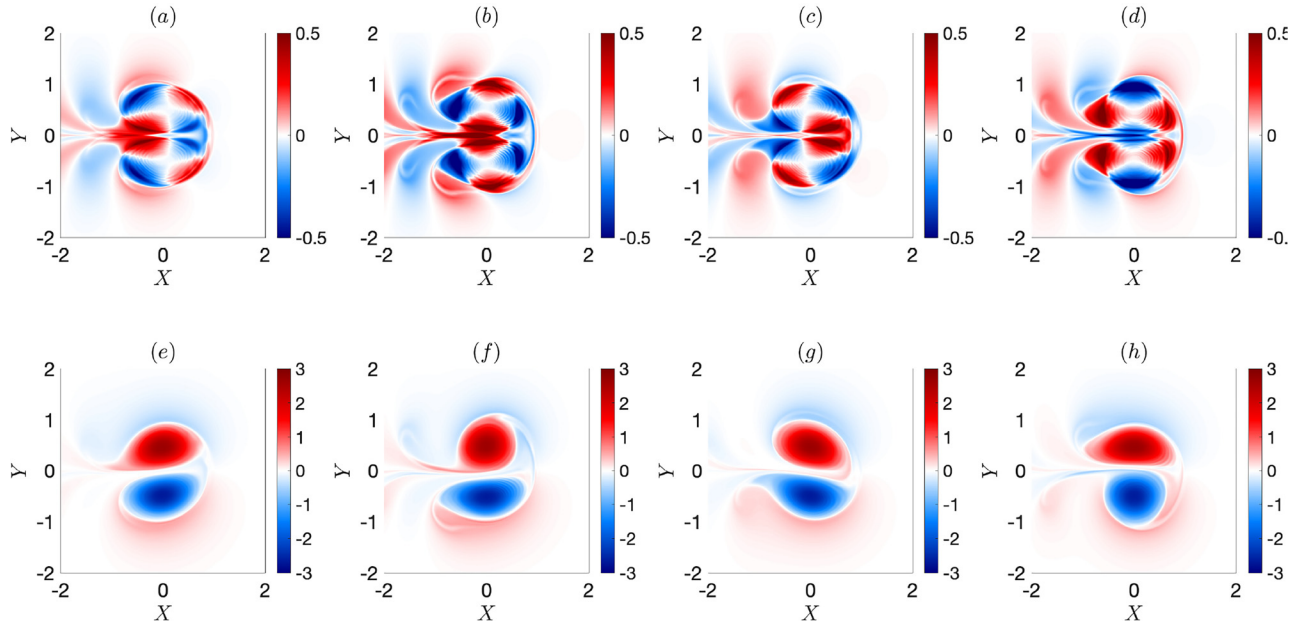 (a) (b) (c) (d)
2 0.5 2 0.5 2 0.5 2 0.5
1 1 1 1
Y 0 0 Y 0 0 Y 0 0 Y 0 0
-1 -1 -1 -1
-2 -0.5 -2 -0.5 -2 -0.5 -2 -0.
-2 0 2 -2 0 2 -2 0 2 -2 0 2
X X X X
(e) (f) (g) (h)
2 3 2 3 2 3 2 3
2 2 2 2
1 1 1 1 1 1 1 1
Y 0 0 Y 0 0 Y 0 0 Y 0 0
-1 -1 -1 -1 -1 -1 -1 -1
-2 -2 -2 -2
-2 -3 -2 -3 -2 -3 -2 -3
-2 0 2 -2 0 2 -2 0 2 -2 0 2
X X X X